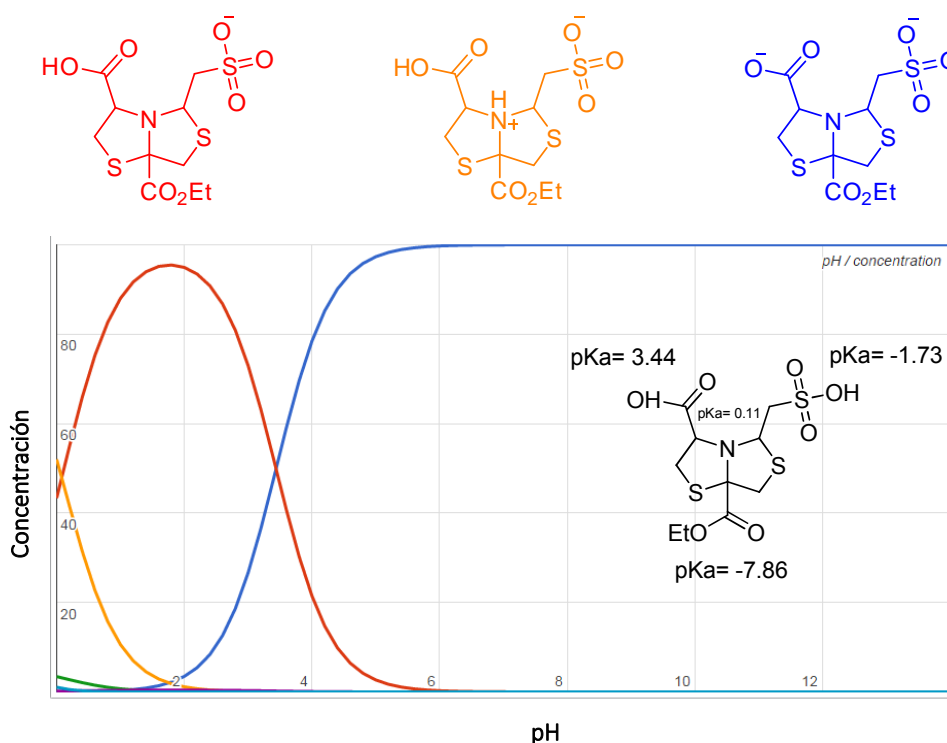 HO O O⁻ S O O N S S CO₂Et
HO O O⁻ S O O H N+ S S CO₂Et
O⁻ O O⁻ S O O N S S CO₂Et
pH / concentration
80
60
40
20
2 4 6 8 10 12
Concentración
pH
pKa= 3.44
pKa= -1.73
OH O pKa= 0.11 O S OH O
N S S
EtO O
pKa= -7.86